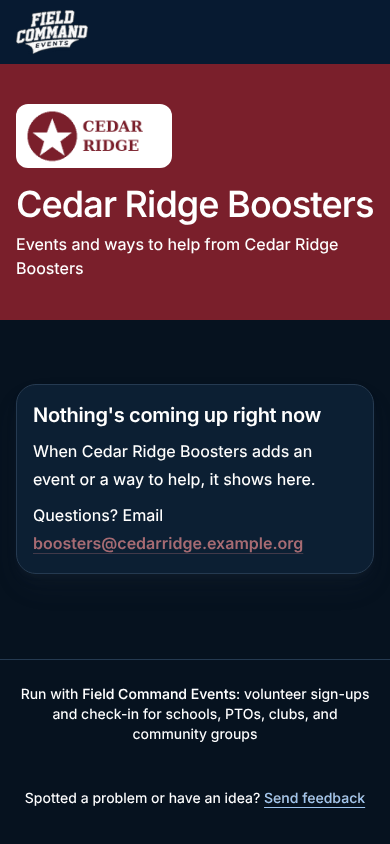 FIELD
COMMAND
EVENTS
CEDAR
RIDGE
Cedar Ridge Boosters
Events and ways to help from Cedar Ridge
Boosters
Nothing's coming up right now
When Cedar Ridge Boosters adds an
event or a way to help, it shows here.
Questions? Email
boosters@cedarridge.example.org
Run with Field Command Events: volunteer sign-ups
and check-in for schools, PTOs, clubs, and
community groups
Spotted a problem or have an idea? Send feedback